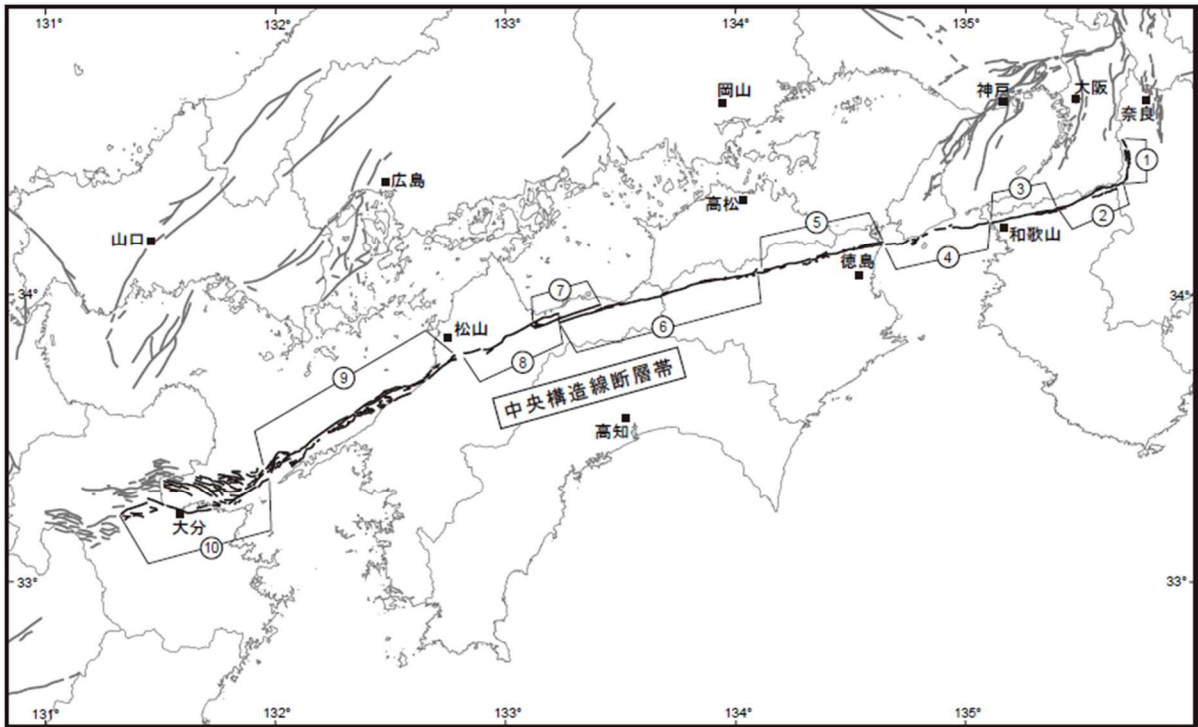 131° 132° 133° 134° 135°
岡山
神戸
大阪
奈良
①
広島
③
高松
②
⑤
山口
和歌山
④
徳島
34° 34°
⑦
⑥
松山
⑧
⑨
中央構造線断層帯
高知
大分
⑩
33° 33°
131° 132° 133° 134° 135°